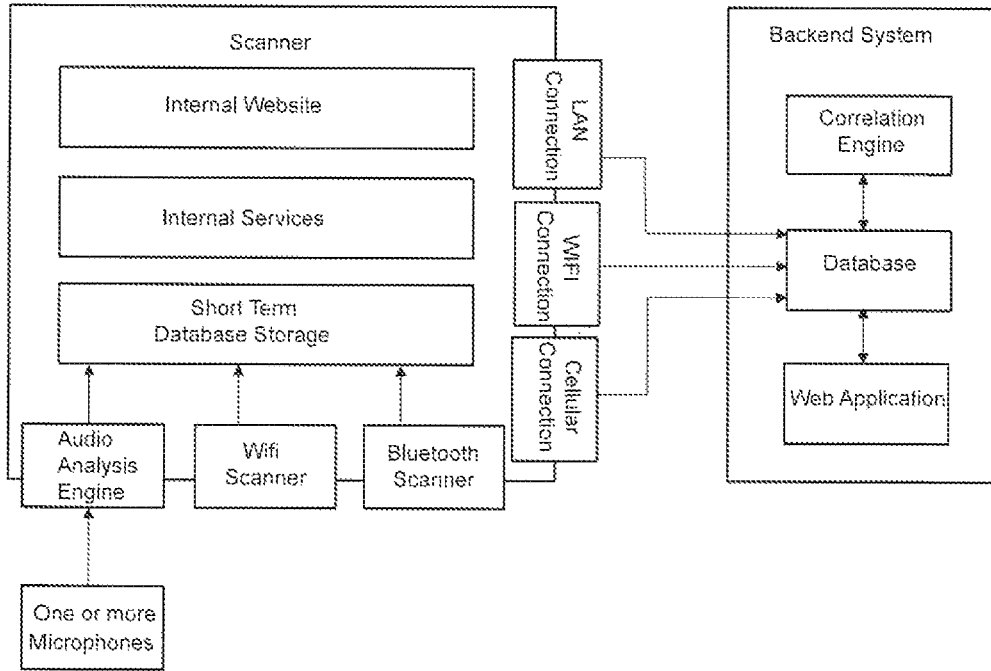 Scanner
Internal Website
Internal Services
Short Term
Database Storage
Audio
Analysis
Engine
Wifi
Scanner
Bluetooth
Scanner
One or more
Microphones
LAN
Connection
WIFI
Connection
Cellular
Connection
Backend System
Correlation
Engine
Database
Web Application